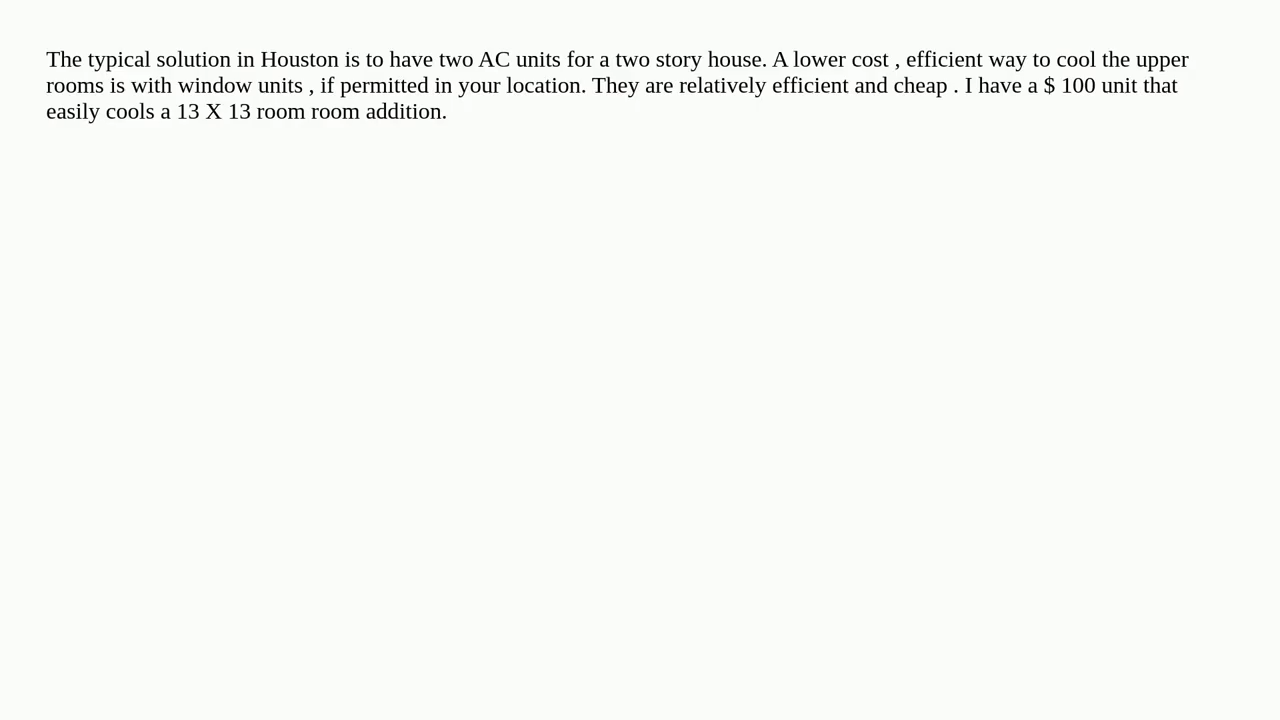 The typical solution in Houston is to have two AC units for a two story house. A lower cost , efficient way to cool the upper
rooms is with window units , if permitted in your location. They are relatively efficient and cheap . I have a $ 100 unit that
easily cools a 13 X 13 room room addition.